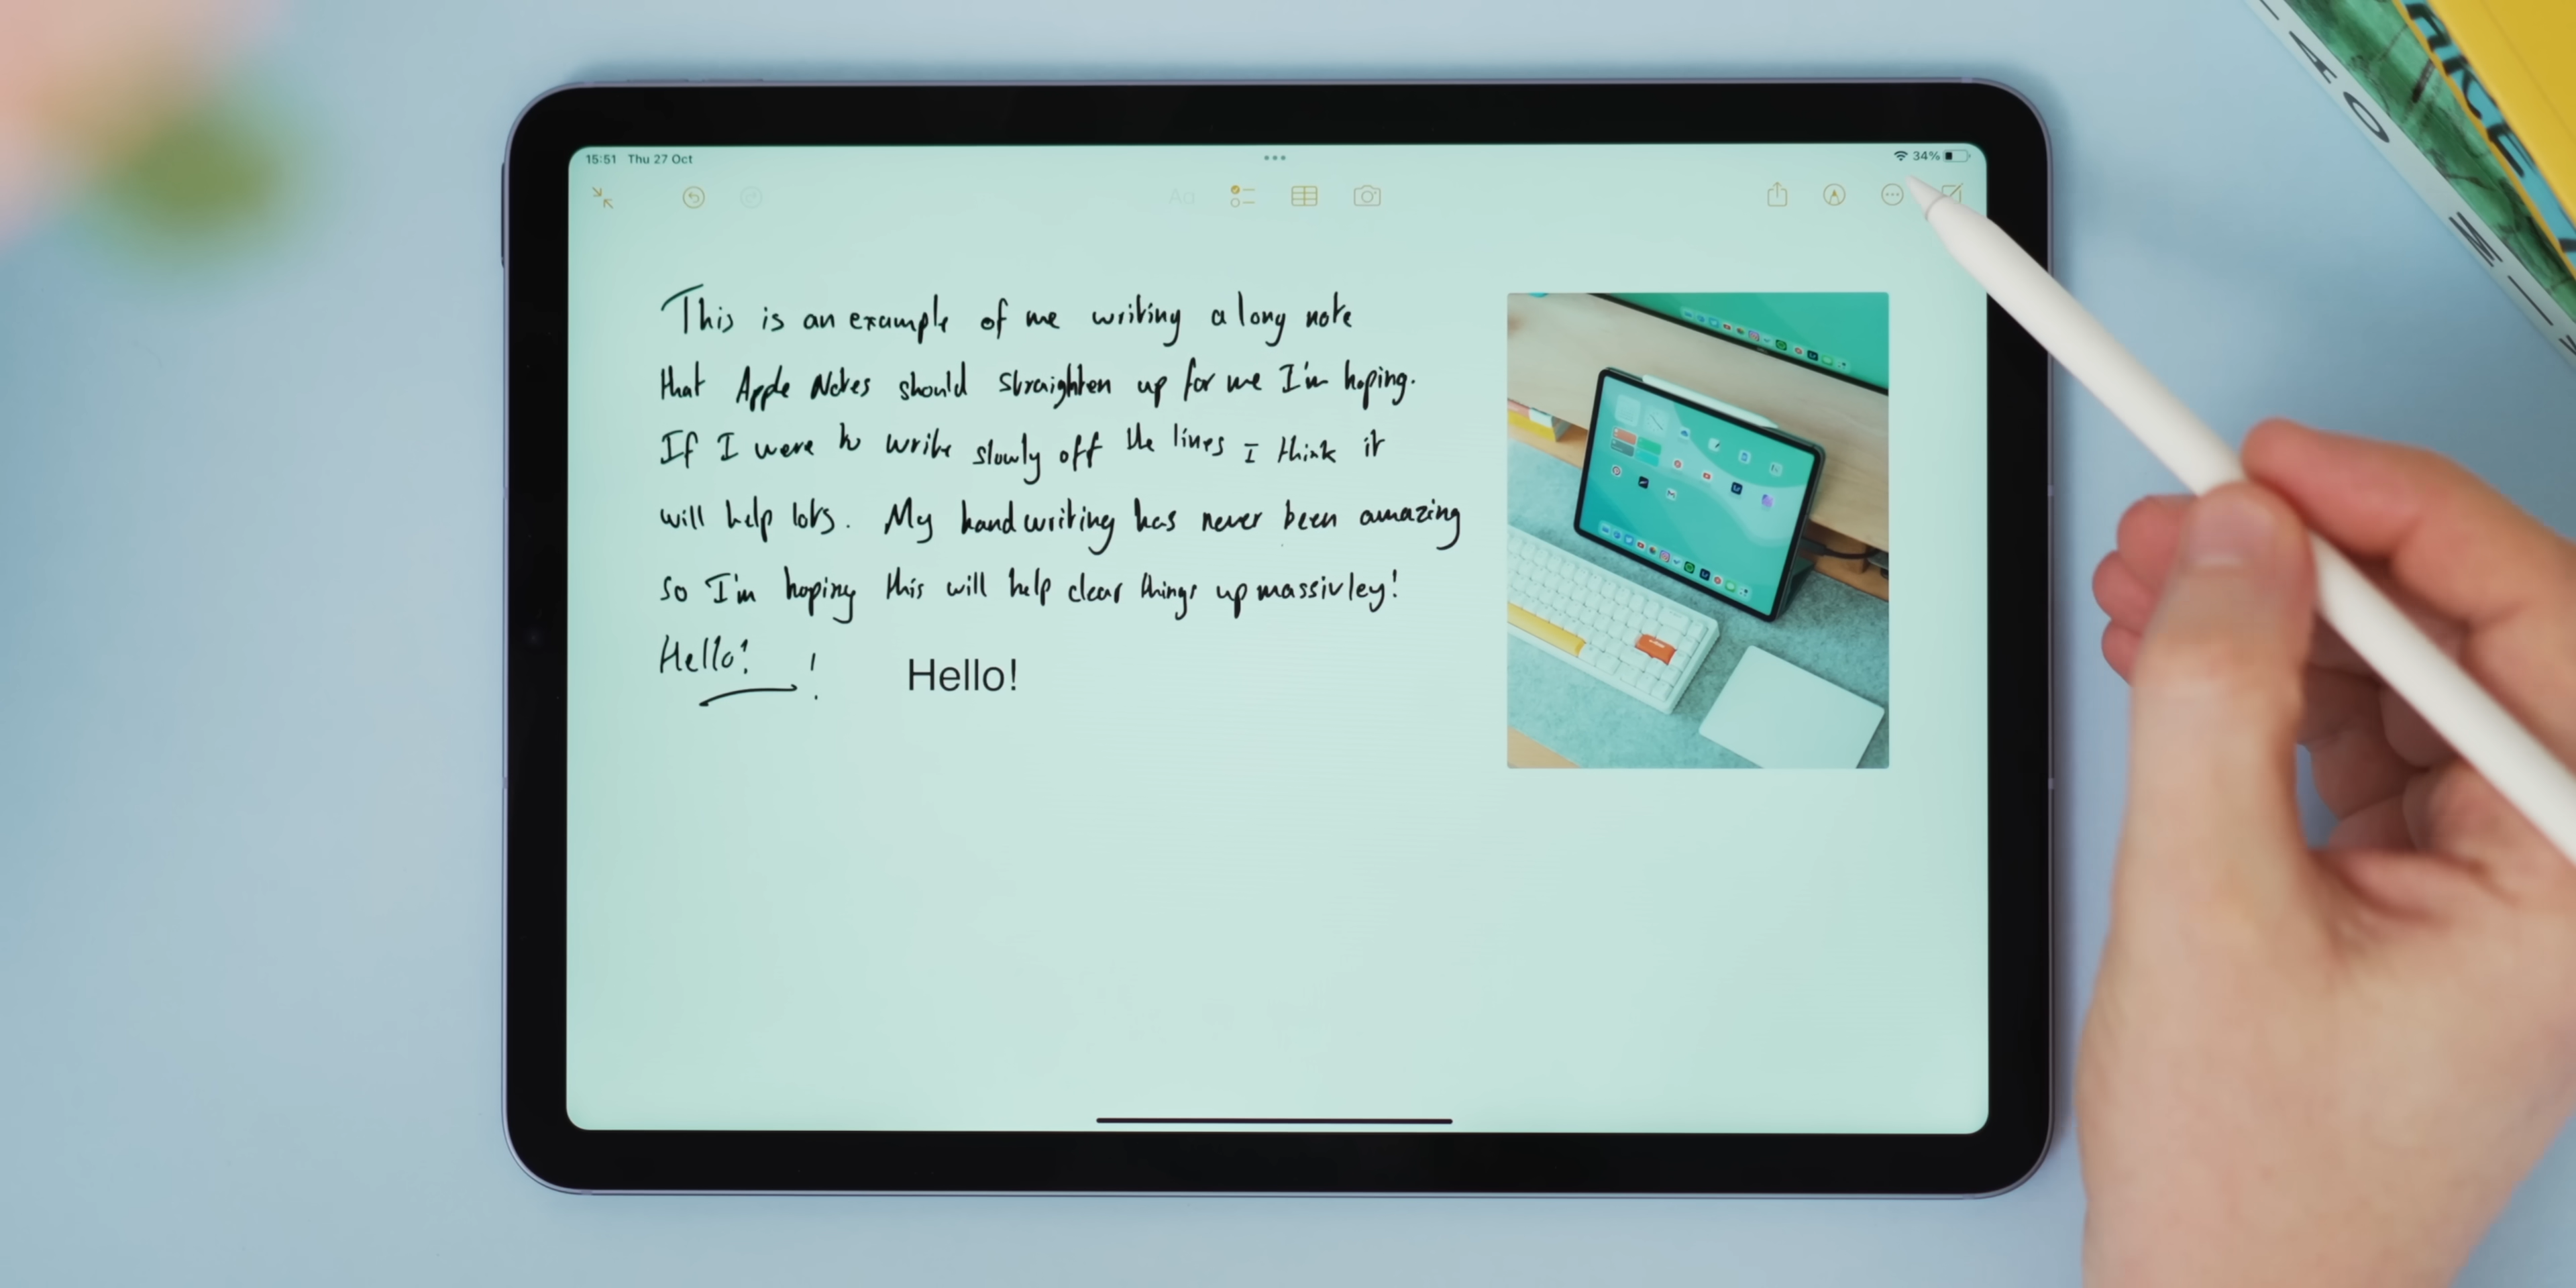 15:51 Thu 27 Oct
34%
Aa
This is an example of me writing a long note
that Apple Notes should straighten up for me I'm hoping.
If I were to write slowly off the lines I think it
will help lots. My handwriting has never been amazing
so I'm hoping this will help clear things up massivley!
Hello!
!
Hello!